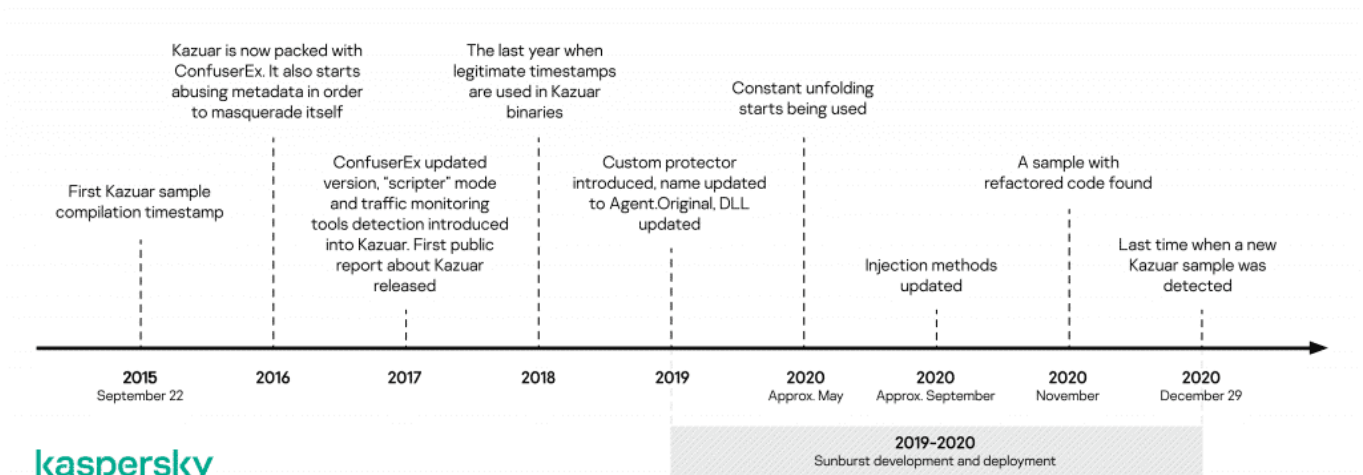 Kazuar is now packed with
ConfuserEx. It also starts
abusing metadata in order
to masquerade itself
The last year when
legitimate timestamps
are used in Kazuar
binaries
Constant unfolding
starts being used
First Kazuar sample
compilation timestamp
ConfuserEx updated
version, "scripter" mode
and traffic monitoring
tools detection introduced
into Kazuar. First public
report about Kazuar
released
Custom protector
introduced, name updated
to Agent.Original, DLL
updated
Injection methods
updated
A sample with
refactored code found
Last time when a new
Kazuar sample was
detected
2015
September 22
2016
2017
2018
2019
2020
Approx. May
2020
Approx. September
2020
November
2020
December 29
2019-2020
Sunburst development and deployment
kaspersky